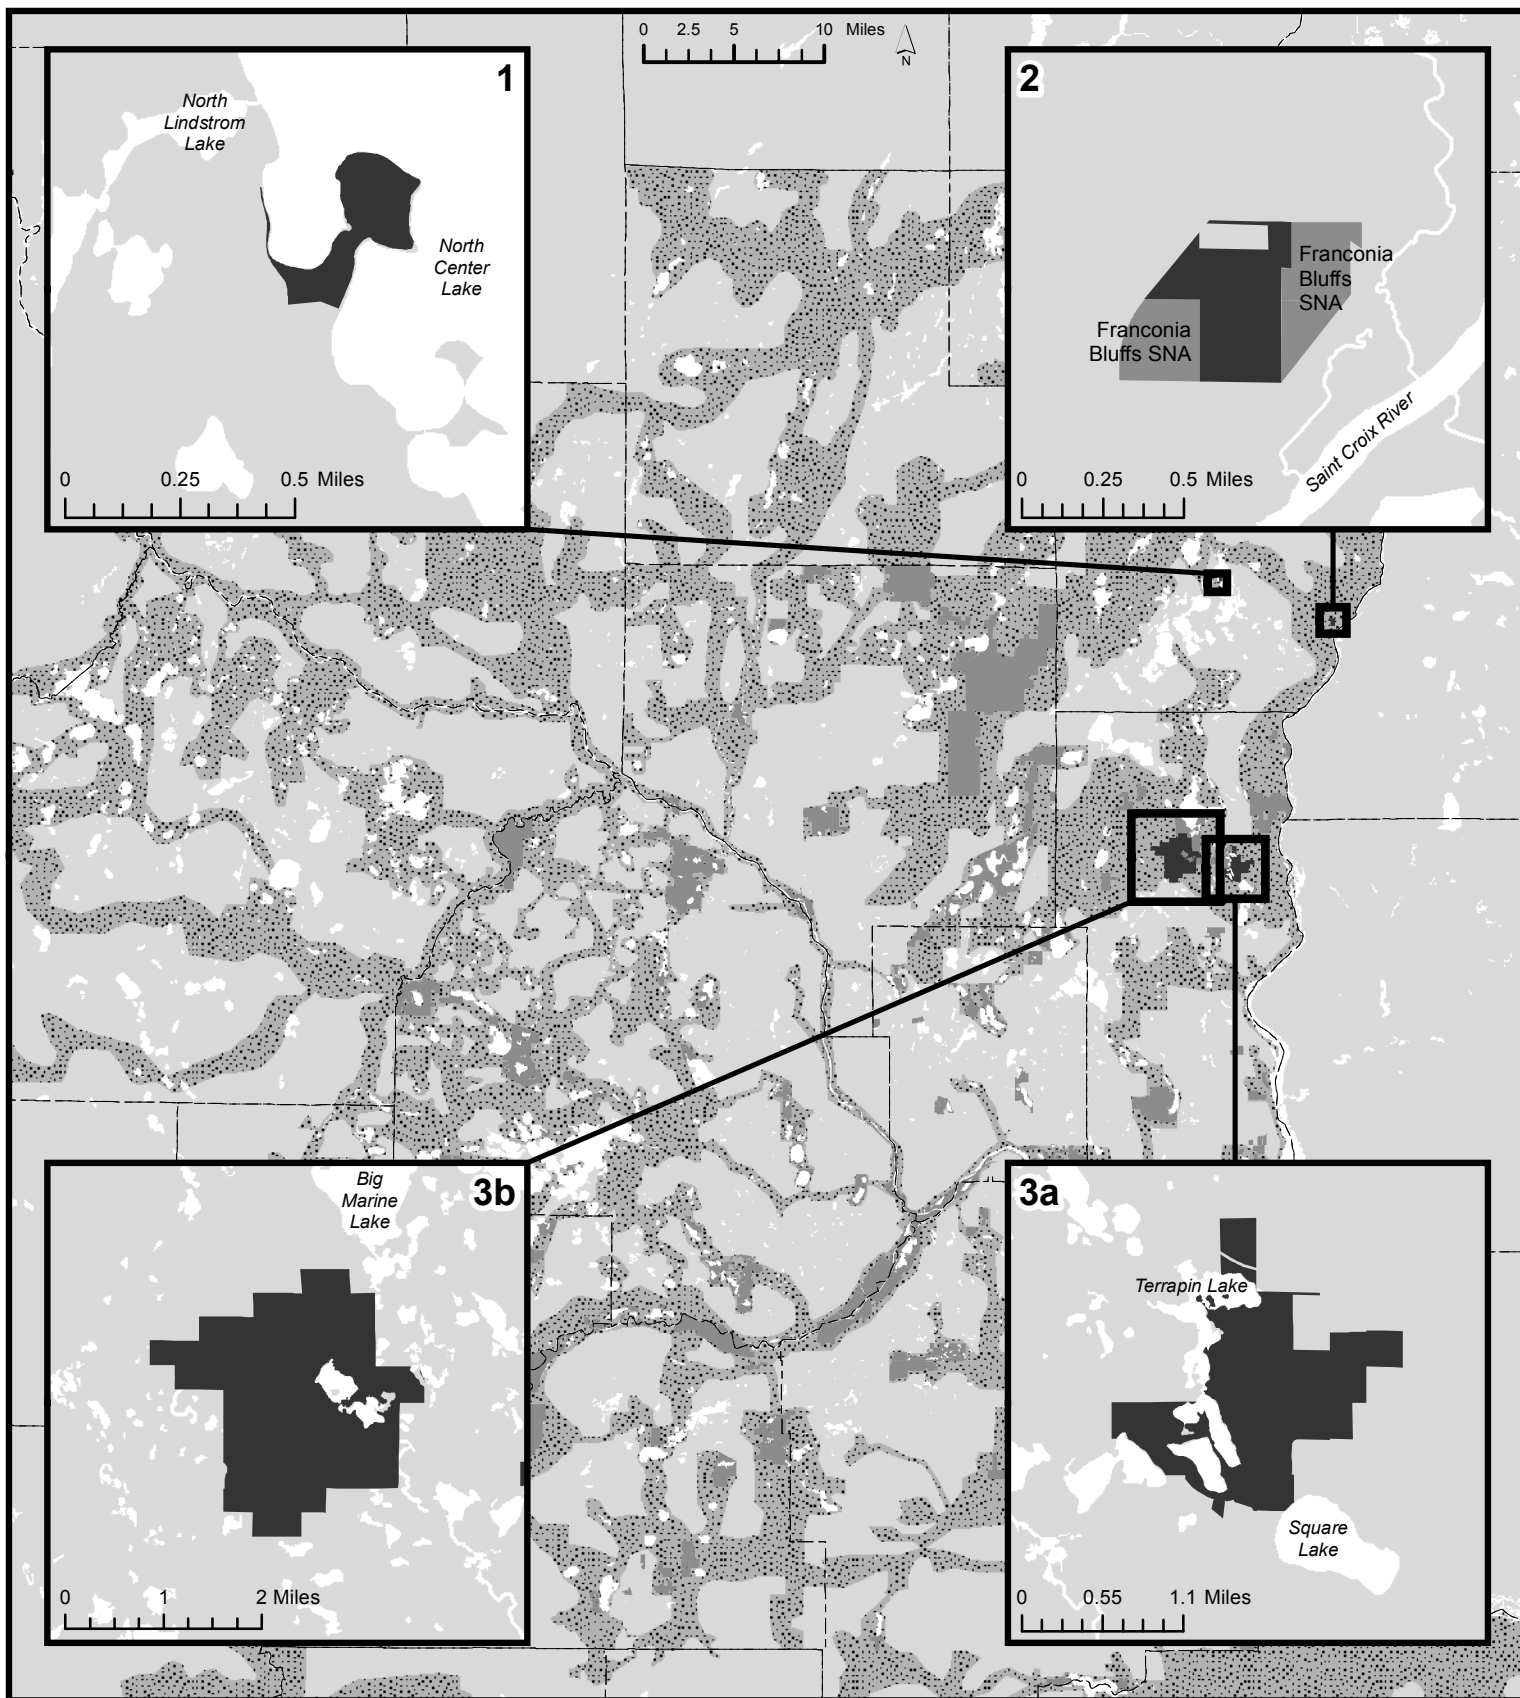 0 2.5 5 10 Miles
N
1
North
Lindstrom
Lake
North
Center
Lake
0 0.25 0.5 Miles
2
Franconia
Bluffs
SNA
Franconia
Bluffs SNA
Saint Croix River
0 0.25 0.5 Miles
3b
Big
Marine
Lake
0 1 2 Miles
3a
Terrapin Lake
Square
Lake
0 0.55 1.1 Miles